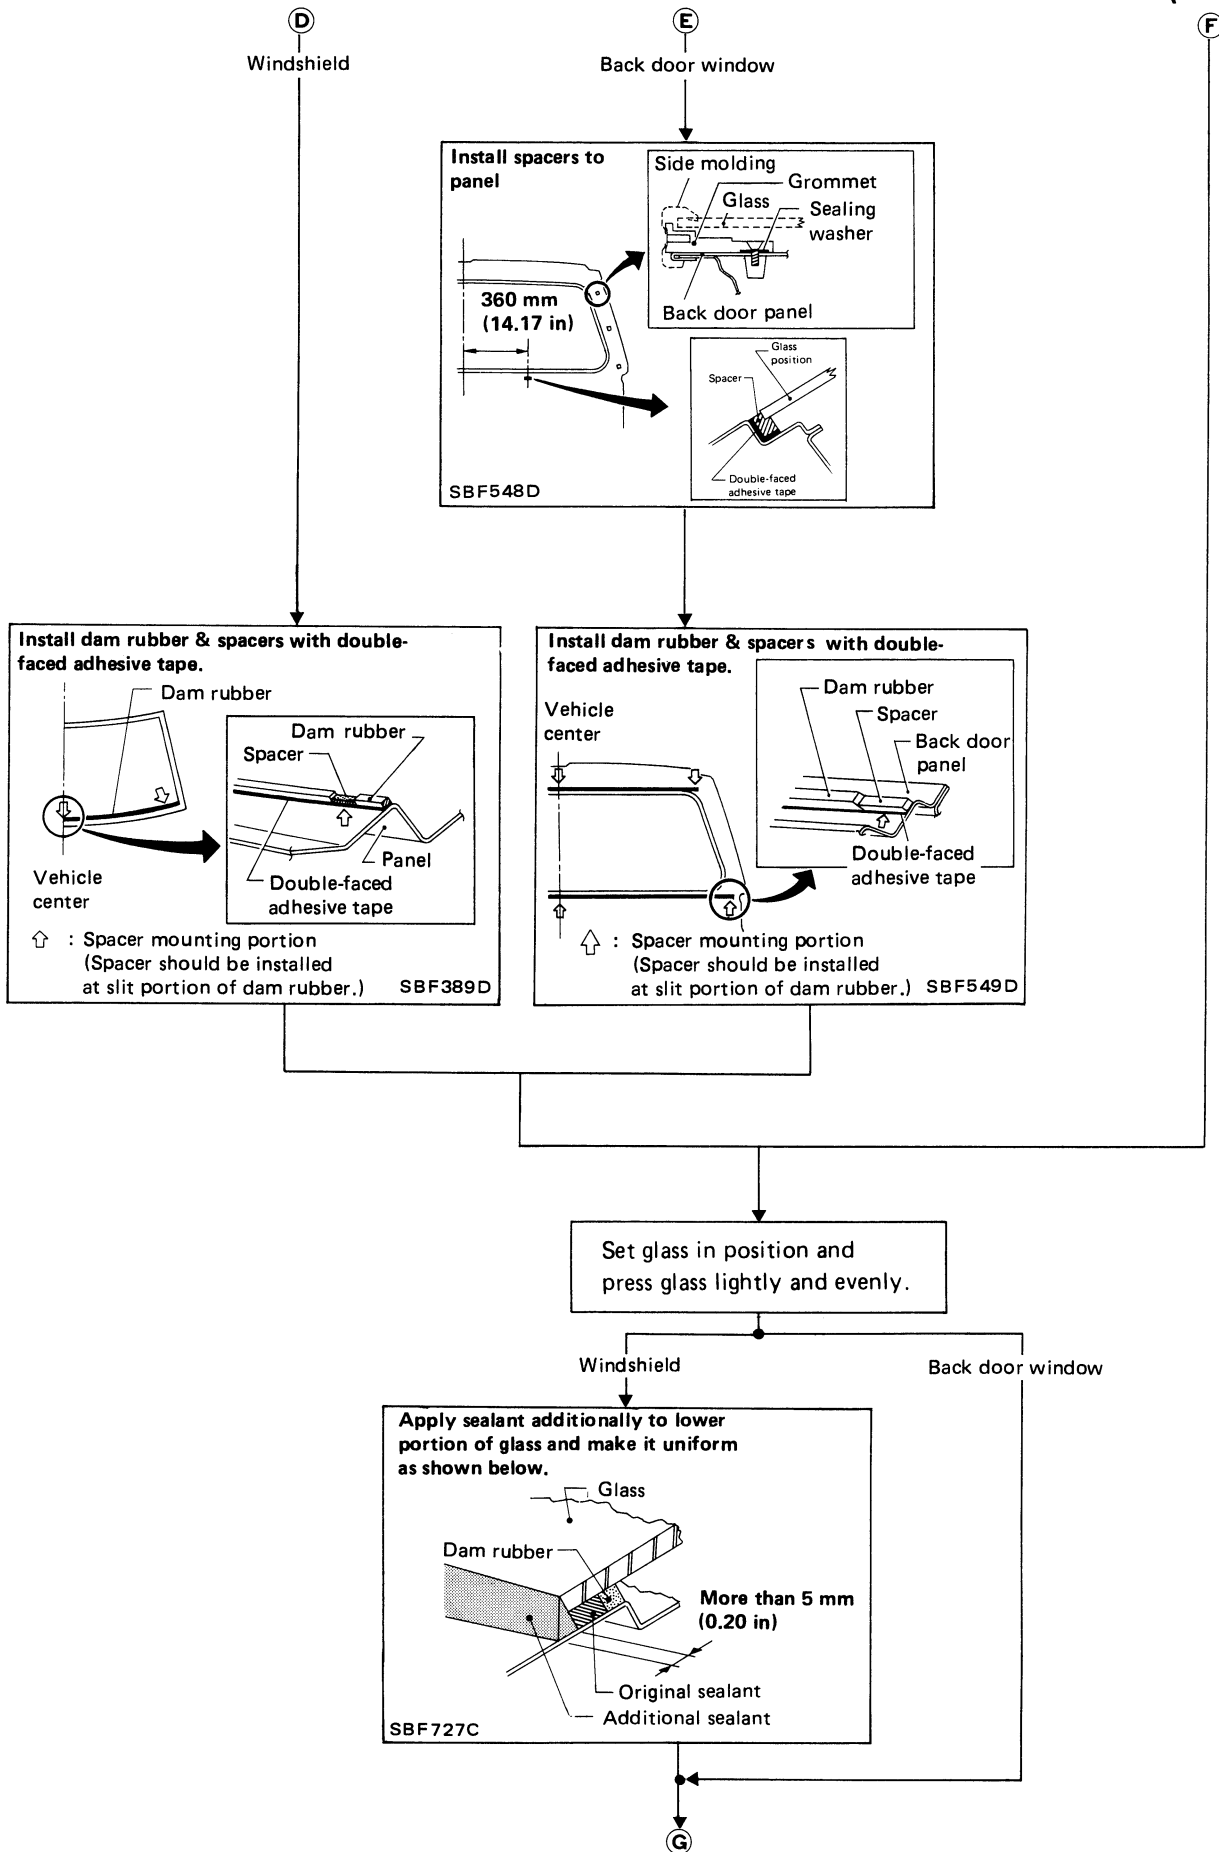 D
E
F
Windshield
Back door window
Install spacers to
panel
Side molding
Grommet
Glass
Sealing
washer
360 mm
(14.17 in)
Back door panel
Glass
position
Spacer
Double-faced
adhesive tape
SBF548D
Install dam rubber & spacers with double-
faced adhesive tape.
Dam rubber
Dam rubber
Spacer
Panel
Double-faced
adhesive tape
Vehicle
center
⇧ : Spacer mounting portion
(Spacer should be installed
at slit portion of dam rubber.)
SBF389D
Install dam rubber & spacers with double-
faced adhesive tape.
Vehicle
center
Dam rubber
Spacer
Back door
panel
Double-faced
adhesive tape
⇧ : Spacer mounting portion
(Spacer should be installed
at slit portion of dam rubber.)
SBF549D
Set glass in position and
press glass lightly and evenly.
Windshield
Back door window
Apply sealant additionally to lower
portion of glass and make it uniform
as shown below.
Glass
Dam rubber
More than 5 mm
(0.20 in)
Original sealant
Additional sealant
SBF727C
G